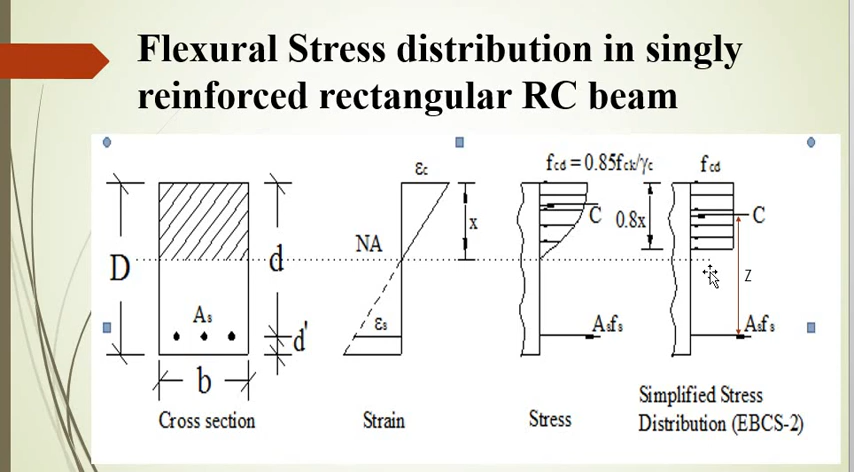 Flexural Stress distribution in singly
reinforced rectangular RC beam
εc
fcd = 0.85fck/γc
fcd
D
d
NA
x
C
0.8x
C
z
As
εs
d'
Asfs
Asfs
b
Cross section
Strain
Stress
Simplified Stress
Distribution (EBCS-2)